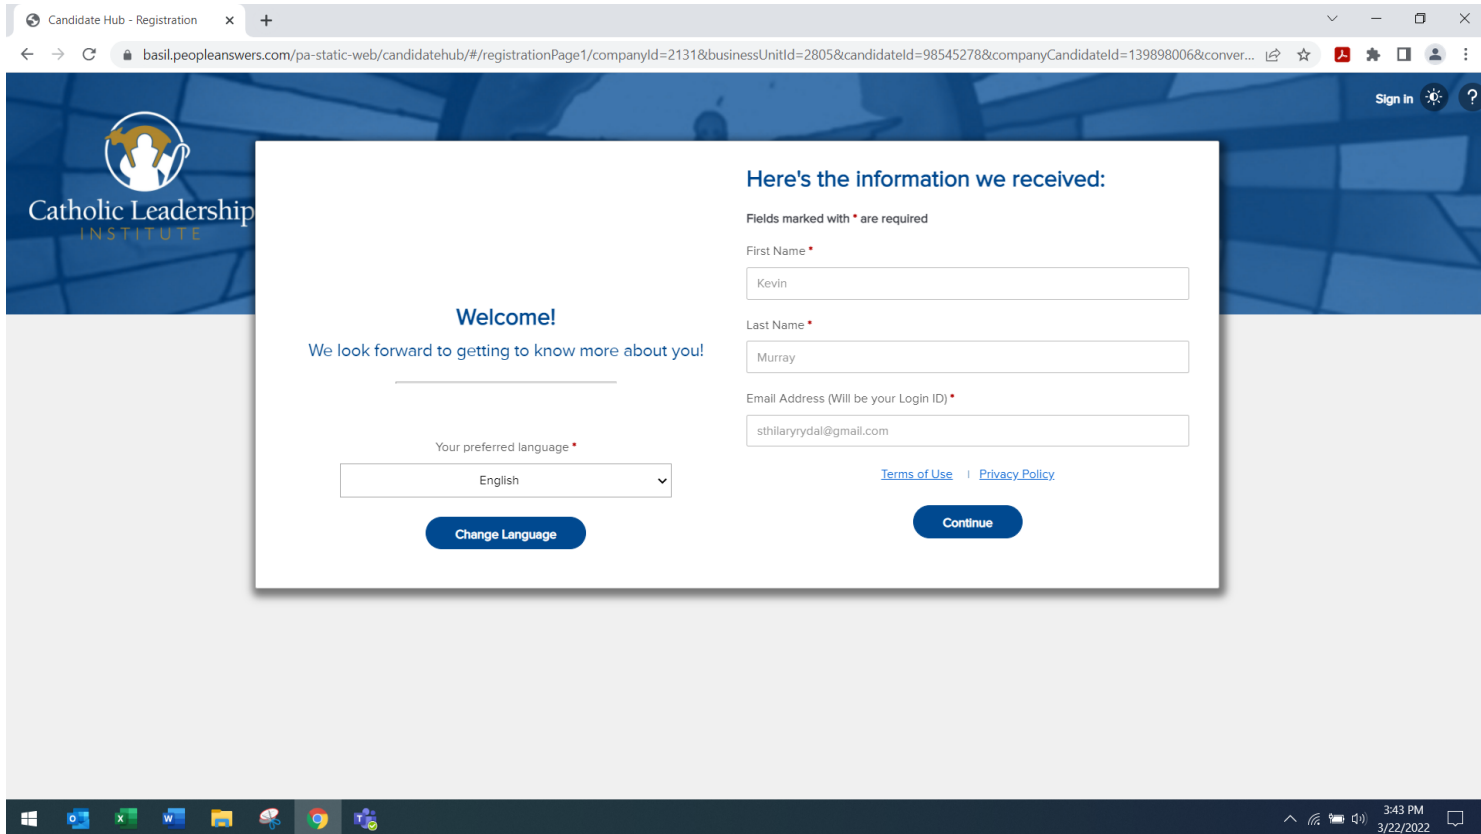 Candidate Hub - Registration
basil.peopleanswers.com/pa-static-web/candidatehub/#/registrationPage1/companyId=2131&businessUnitId=2805&candidateId=98545278&companyCandidateId=139898006&conver...
Sign in
?
Catholic Leadership
INSTITUTE
Welcome!
We look forward to getting to know more about you!
Your preferred language *
English
Change Language
Here's the information we received:
Fields marked with * are required
First Name *
Kevin
Last Name *
Murray
Email Address (Will be your Login ID) *
sthilaryrydal@gmail.com
Terms of Use | Privacy Policy
Continue
3:43 PM
3/22/2022